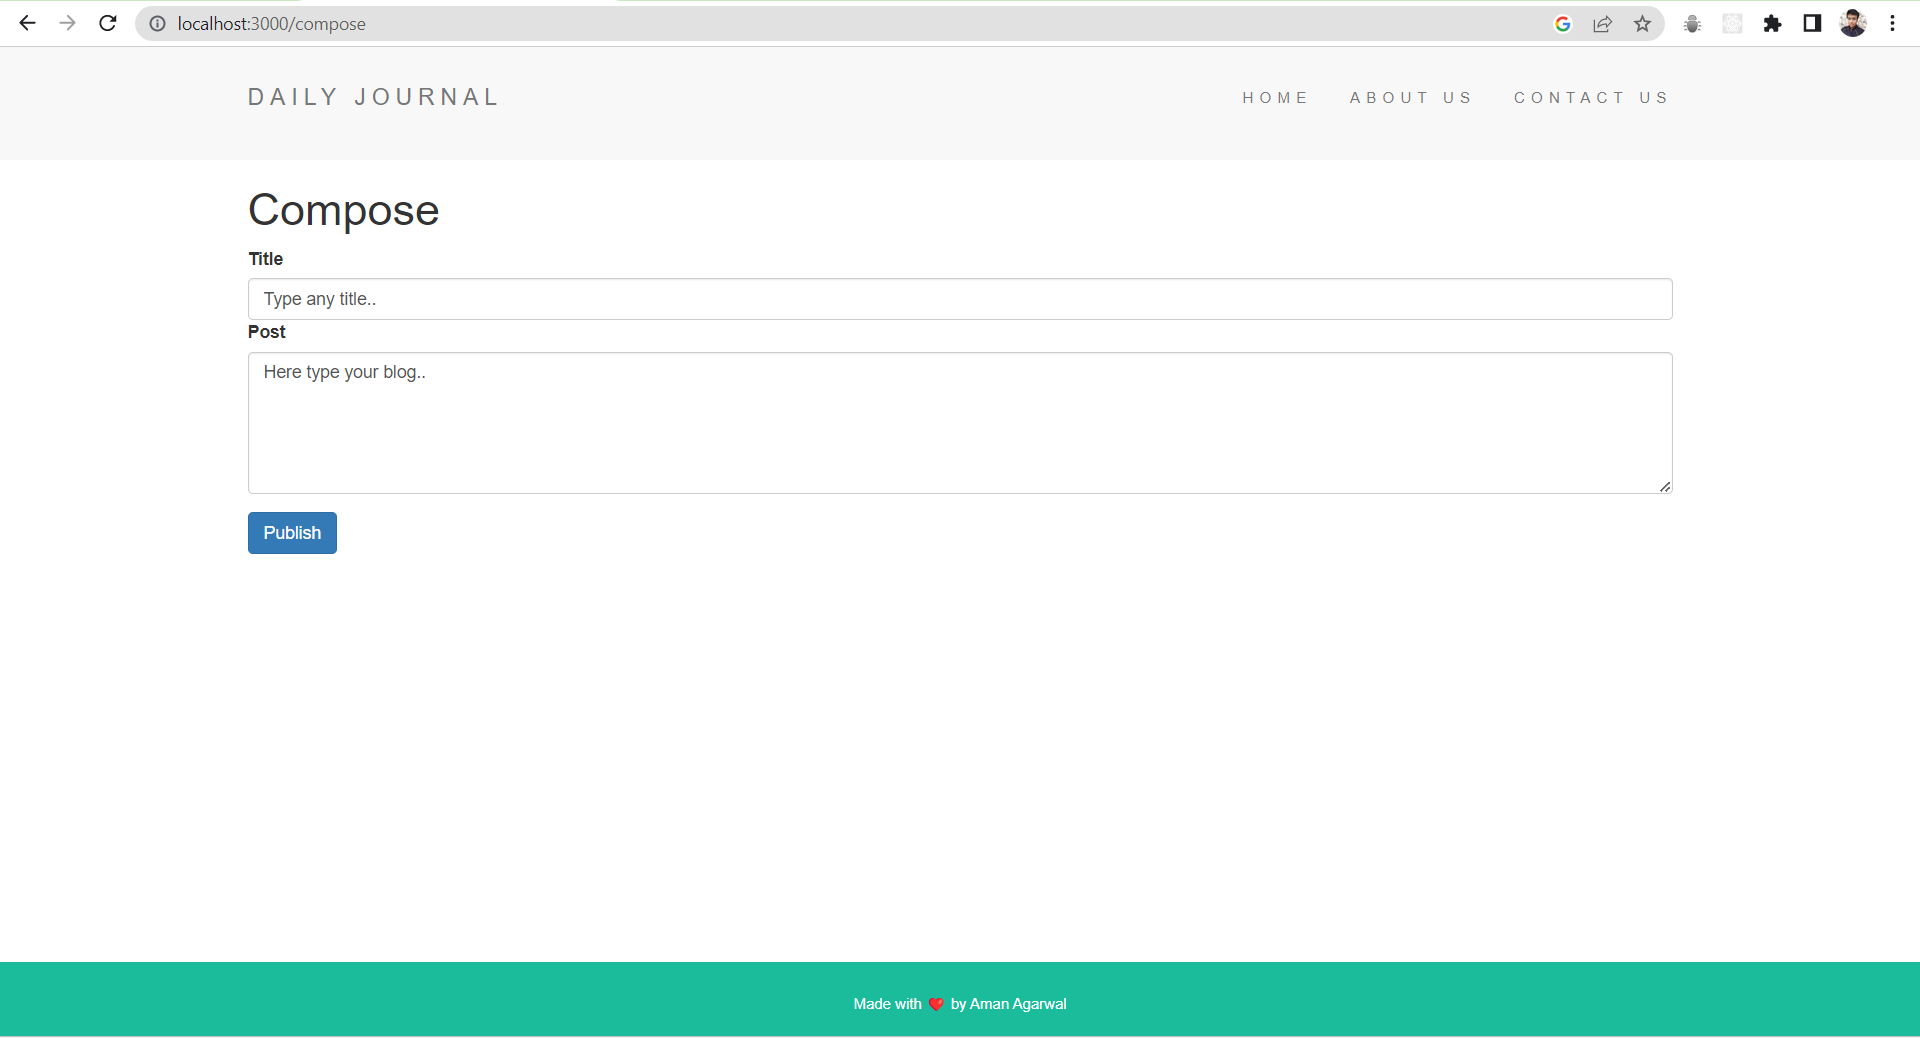 localhost:3000/compose
DAILY JOURNAL HOME ABOUT US CONTACT US
Compose
Title
Type any title..
Post
Here type your blog..
Publish
Made with ❤️ by Aman Agarwal